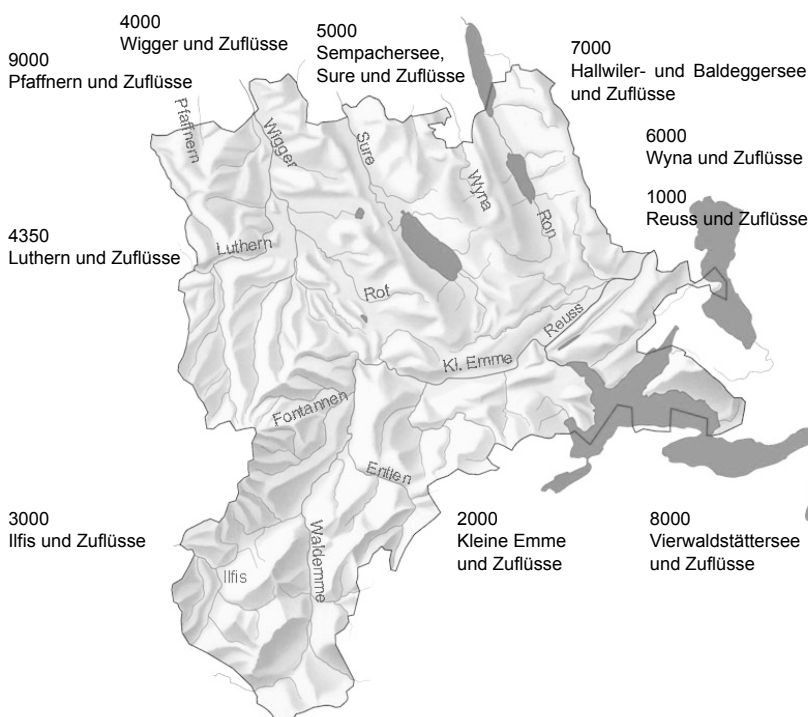 4000
Wigger und Zuflüsse
5000
Sempachersee,
Sure und Zuflüsse
7000
Hallwiler- und Baldeggersee
und Zuflüsse
9000
Pfaffnern und Zuflüsse
6000
Wyna und Zuflüsse
1000
Reuss und Zuflüsse
4350
Luthern und Zuflüsse
Pfaffnern
Wigger
Sure
Wyna
Ron
Luthern
Rot
Reuss
Kl. Emme
Fontannen
Entlen
Waldemme
Ilfis
3000
Ilfis und Zuflüsse
2000
Kleine Emme
und Zuflüsse
8000
Vierwaldstättersee
und Zuflüsse